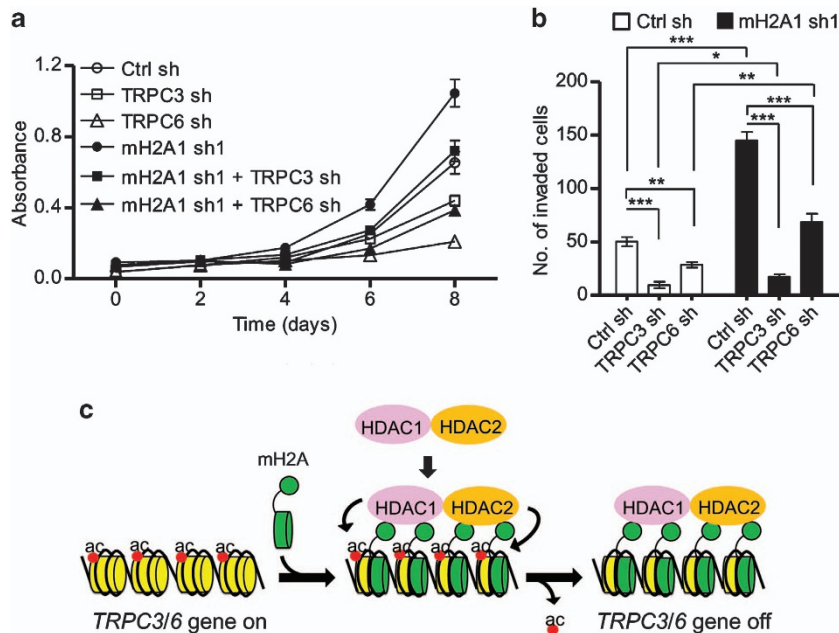 a
1.2
0.8
0.4
0.0
Absorbance
Ctrl sh
TRPC3 sh
TRPC6 sh
mH2A1 sh1
mH2A1 sh1 + TRPC3 sh
mH2A1 sh1 + TRPC6 sh
0 2 4 6 8
Time (days)
b
Ctrl sh mH2A1 sh1
***
*
**
***
***
**
***
200
150
100
50
0
No. of invaded cells
Ctrl sh
TRPC3 sh
TRPC6 sh
Ctrl sh
TRPC3 sh
TRPC6 sh
c
HDAC1 HDAC2
mH2A
HDAC1 HDAC2
HDAC1 HDAC2
ac ac ac ac
ac ac ac ac
ac
TRPC3/6 gene on
TRPC3/6 gene off